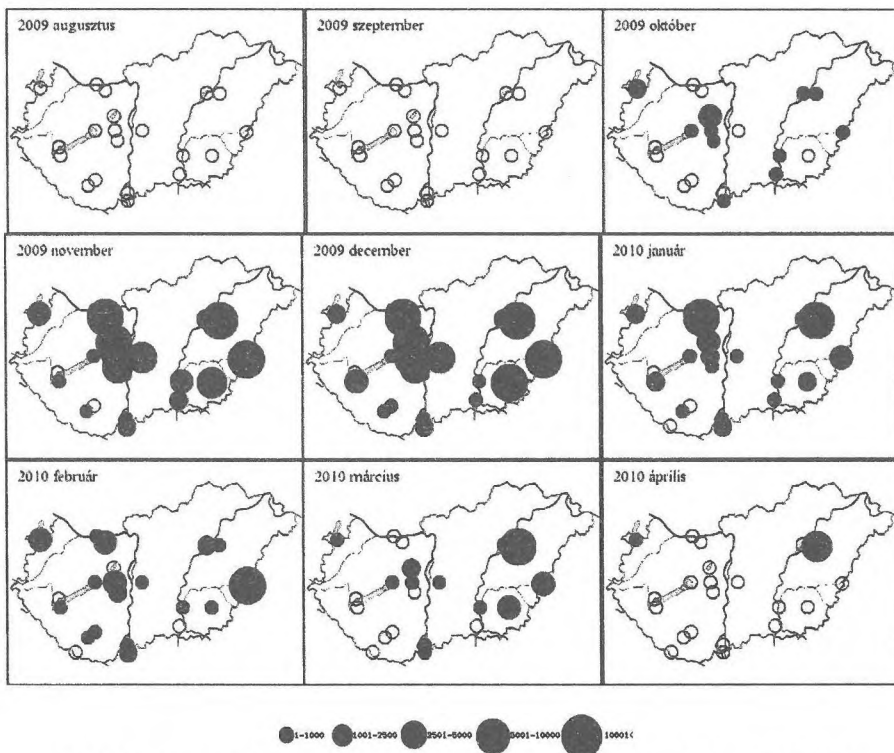 2009 augusztus
2009 szeptember
2009 október
2009 november
2009 december
2010 január
2010 február
2010 március
2010 április
1-1000 1001-2500 2501-5000 5001-10000 10001<